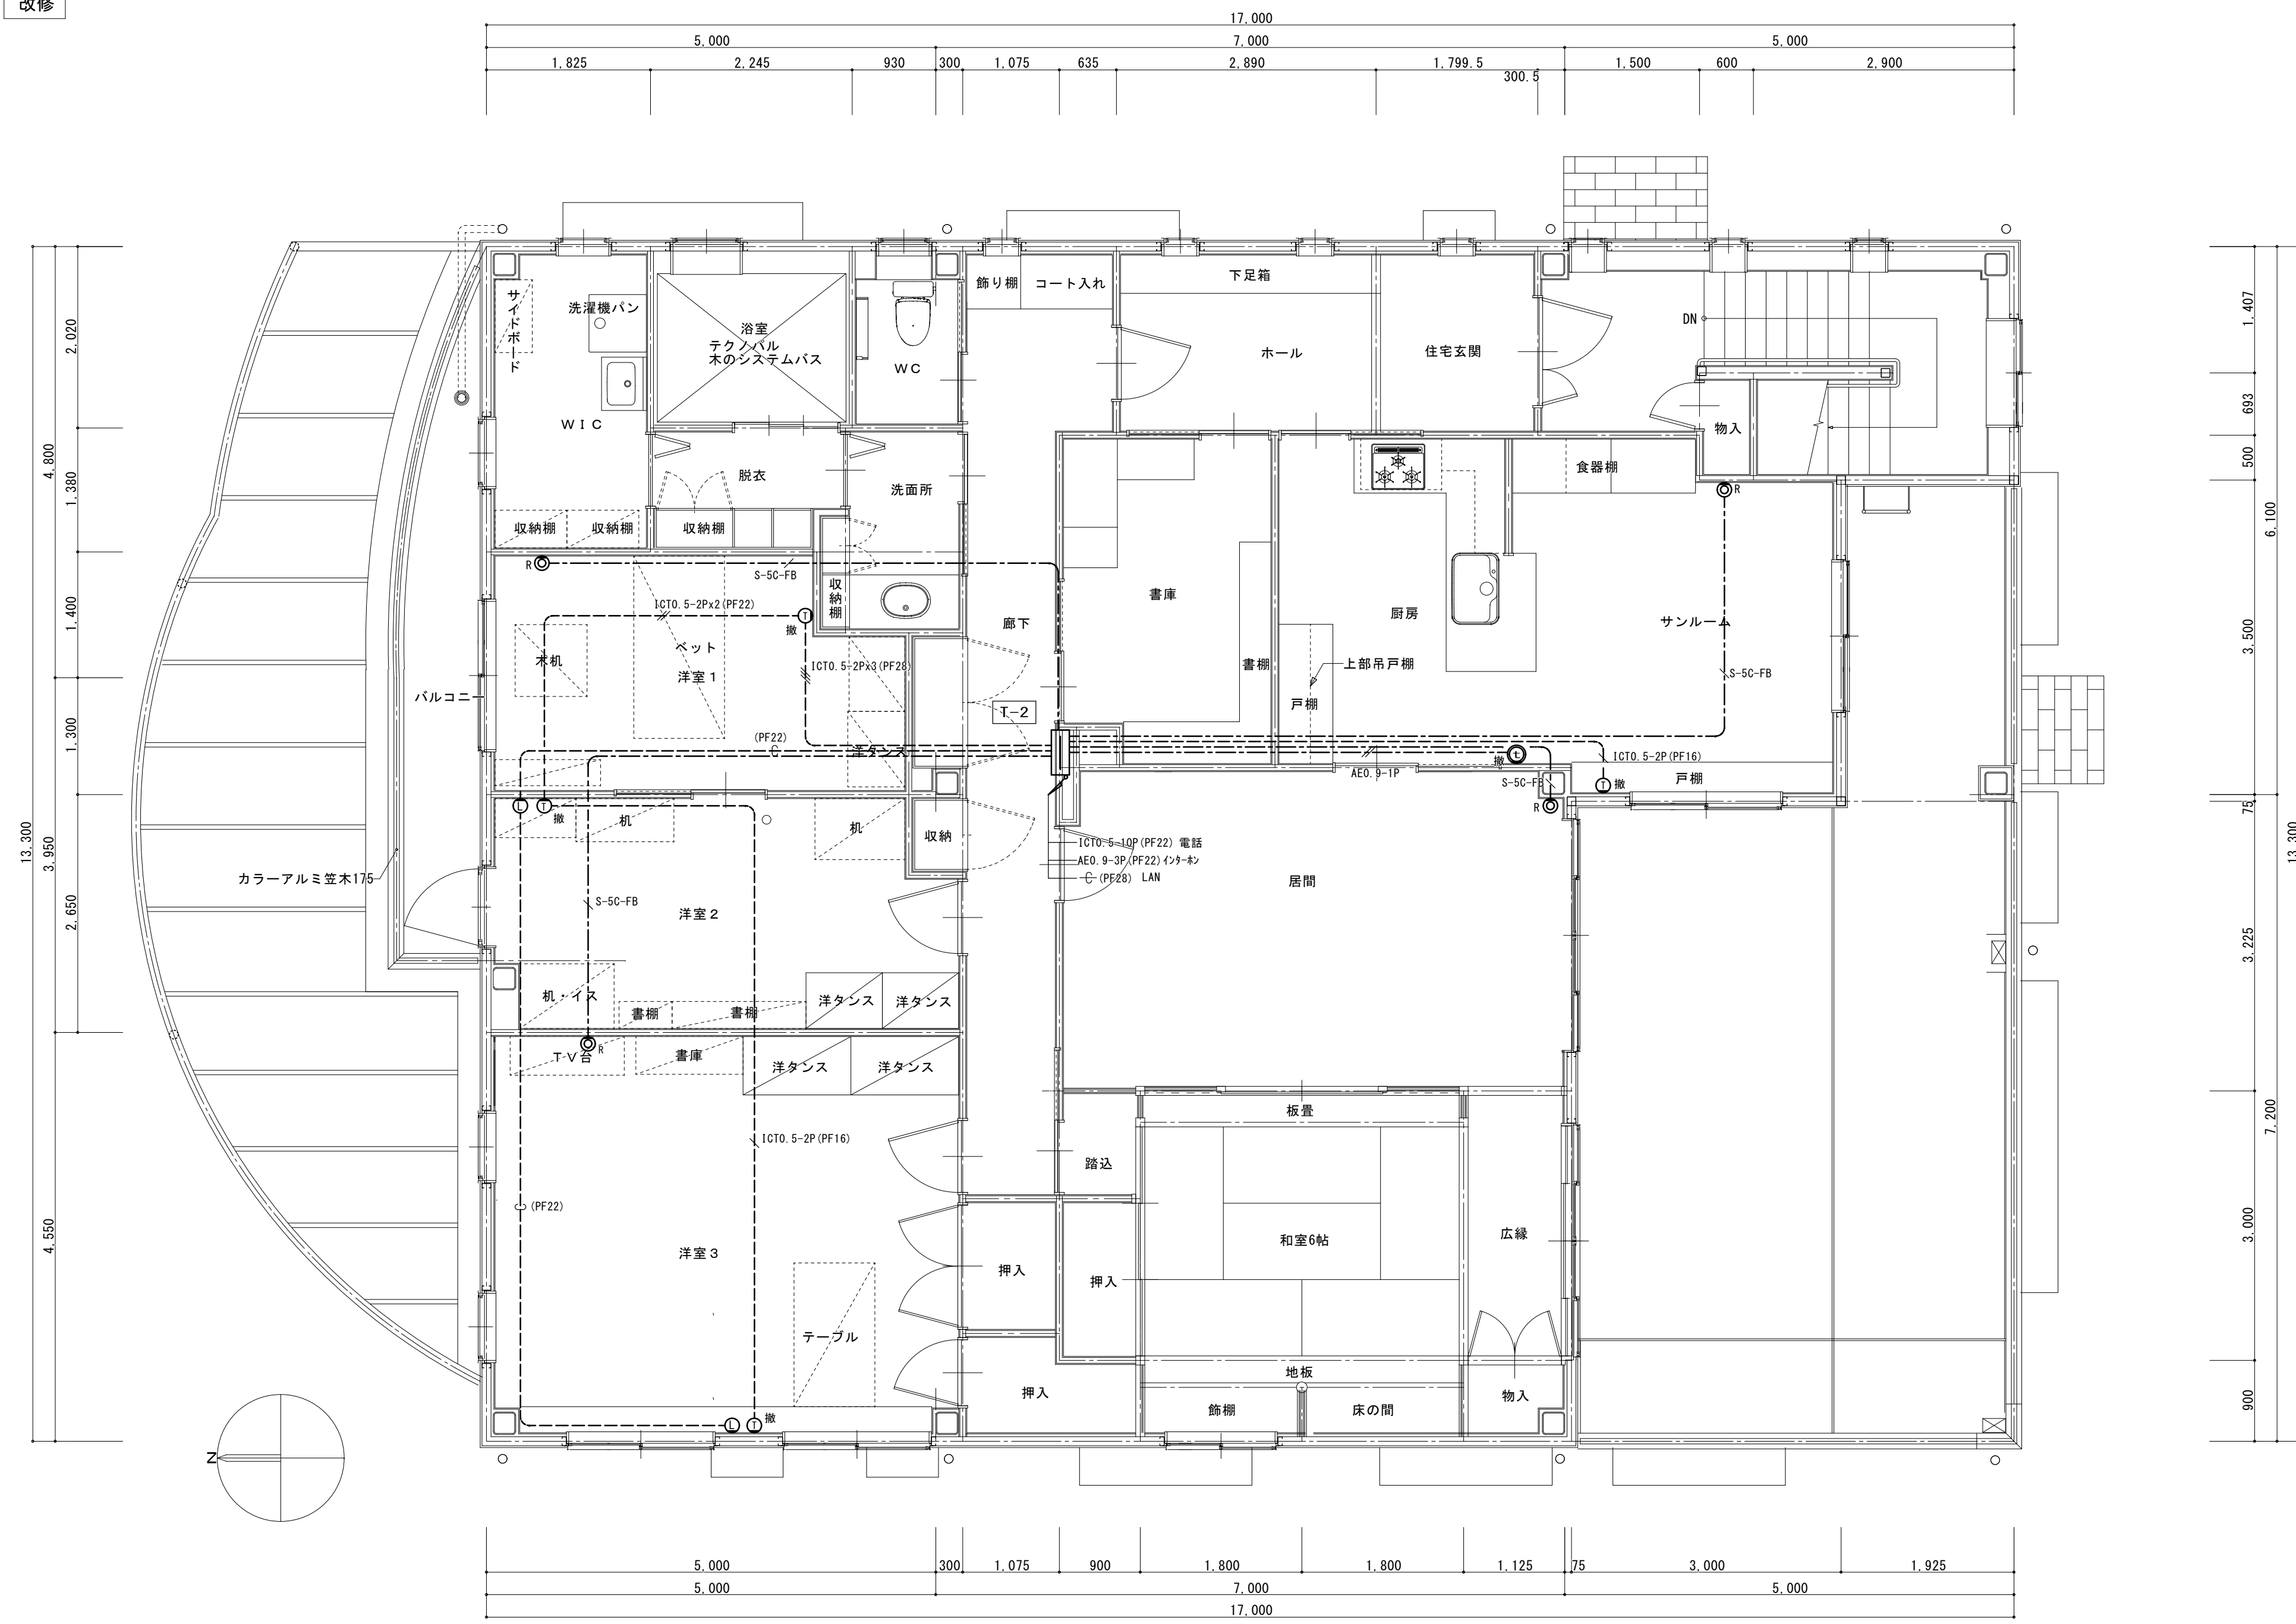 改修
17,000
5,000
7,000
5,000
1,825
2,245
930
300
1,075
635
2,890
1,799.5
300.5
1,500
600
2,900
サイドボード
洗濯機パン
浴室
テクノバル
木のシステムバス
WC
飾り棚
コート入れ
下足箱
ホール
住宅玄関
DN
物入
WIC
脱衣
洗面所
収納棚
収納棚
収納棚
収納棚
食器棚
R
R
S-5C-FB
ICT0.5-2Px2(PF22)
T
撤
書庫
厨房
サンルーム
廊下
木机
ベット
洋室1
ICT0.5-2Px3(PF28)
書棚
上部吊戸棚
戸棚
S-5C-FB
バルコニー
T-2
(PF22)
洋タンス
撤
t
AE0.9-1P
ICT0.5-2P(PF16)
S-5C-FB
T
撤
戸棚
R
L
T
撤
机
机
収納
ICT0.5-10P(PF22) 電話
AE0.9-3P(PF22)インターホン
(PF28) LAN
カラーアルミ笠木175
S-5C-FB
洋室2
居間
机・イス
書棚
書棚
洋タンス
洋タンス
TV台
R
書庫
洋タンス
洋タンス
板畳
ICT0.5-2P(PF16)
踏込
(PF22)
洋室3
押入
押入
和室6帖
広縁
テーブル
押入
地板
飾棚
床の間
物入
L
T
撤
Z
13,300
4,800
3,950
4,550
2,020
1,380
1,400
1,300
2,650
1,407
693
500
3,500
75
3,225
3,000
900
6,100
7,200
13,300
5,000
300
1,075
900
1,800
1,800
1,125
75
3,000
1,925
5,000
7,000
5,000
17,000